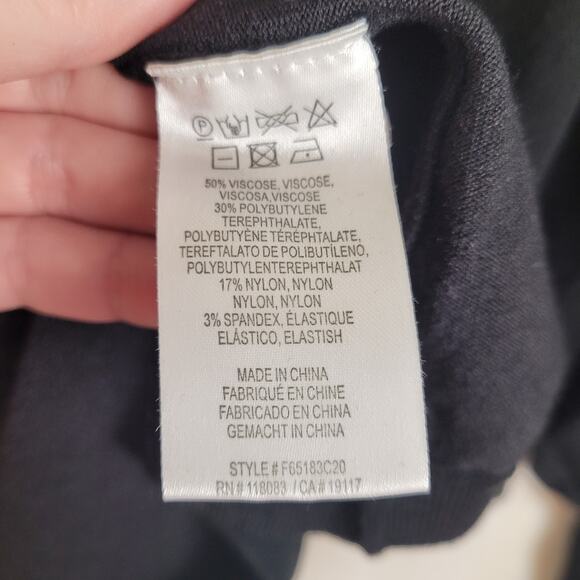 P
50% VISCOSE, VISCOSE,
VISCOSA,VISCOSE
30% POLYBUTYLENE
TEREPHTHALATE,
POLYBUTYÈNE TÉRÉPHTALATE,
TEREFTALATO DE POLIBUTÍLENO,
POLYBUTYLENTEREPHTHALAT
17% NYLON, NYLON
NYLON, NYLON
3% SPANDEX, ÉLASTIQUE
ELÁSTICO, ELASTISH
MADE IN CHINA
FABRIQUÉ EN CHINE
FABRICADO EN CHINA
GEMACHT IN CHINA
STYLE # F65183C20
RN # 118083 / CA # 19117